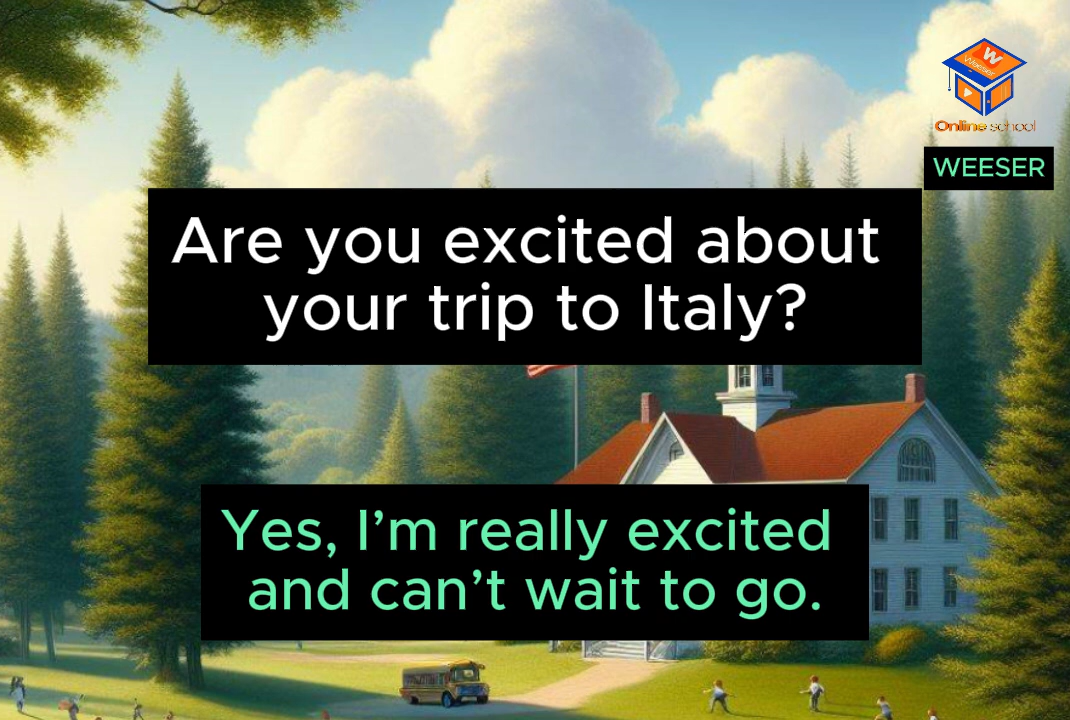 W
Weeser
Online school
WEESER
Are you excited about
your trip to Italy?
Yes, I’m really excited
and can’t wait to go.